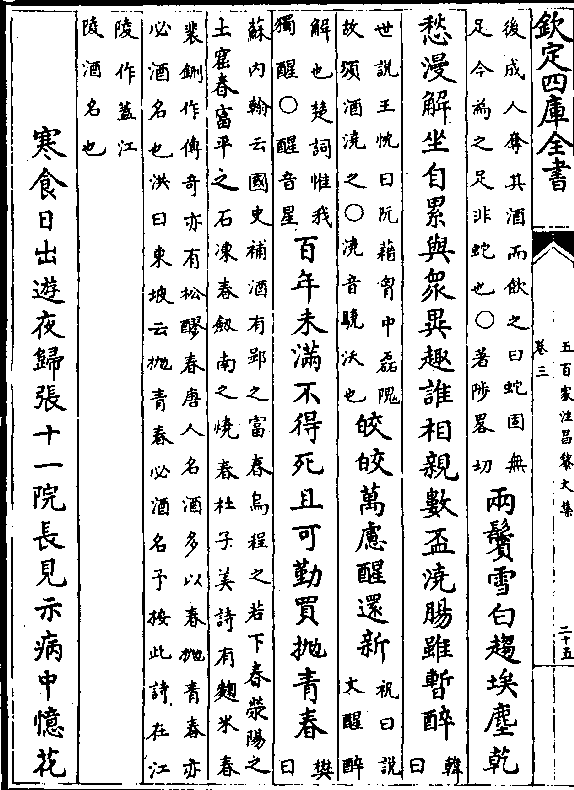 欽定四庫全書
五百家注昌黎文集
卷三
二十五
後成人奪其酒而飲之曰蛇固無
足今為之足非蛇也○著陟畧切
兩鬢雪白趨埃塵乾
愁漫解坐自累與衆異趣誰相親數盃澆腸雖暫醉
韓曰
世說王忱曰阮藉胷中磊隗
故須酒澆之○澆音驍沃也
皎皎萬慮醒還新
祝曰說文醒醉
解也楚詞惟我
獨醒○醒音星
百年未滿不得死且可勤買抛青春
樊曰
蘇内翰云國史補酒有郢之富春烏程之若下春滎陽之
土窟春富平之石凍春劔南之燒春杜子美詩有麹米春
裴鉶作傳奇亦有松醪春唐人名酒多以春抛青春亦
必酒名也洪曰東坡云抛青春必酒名予按此詩在江
陵作蓋江
陵酒名也
寒食日出遊夜歸張十一院長見示病中憶花